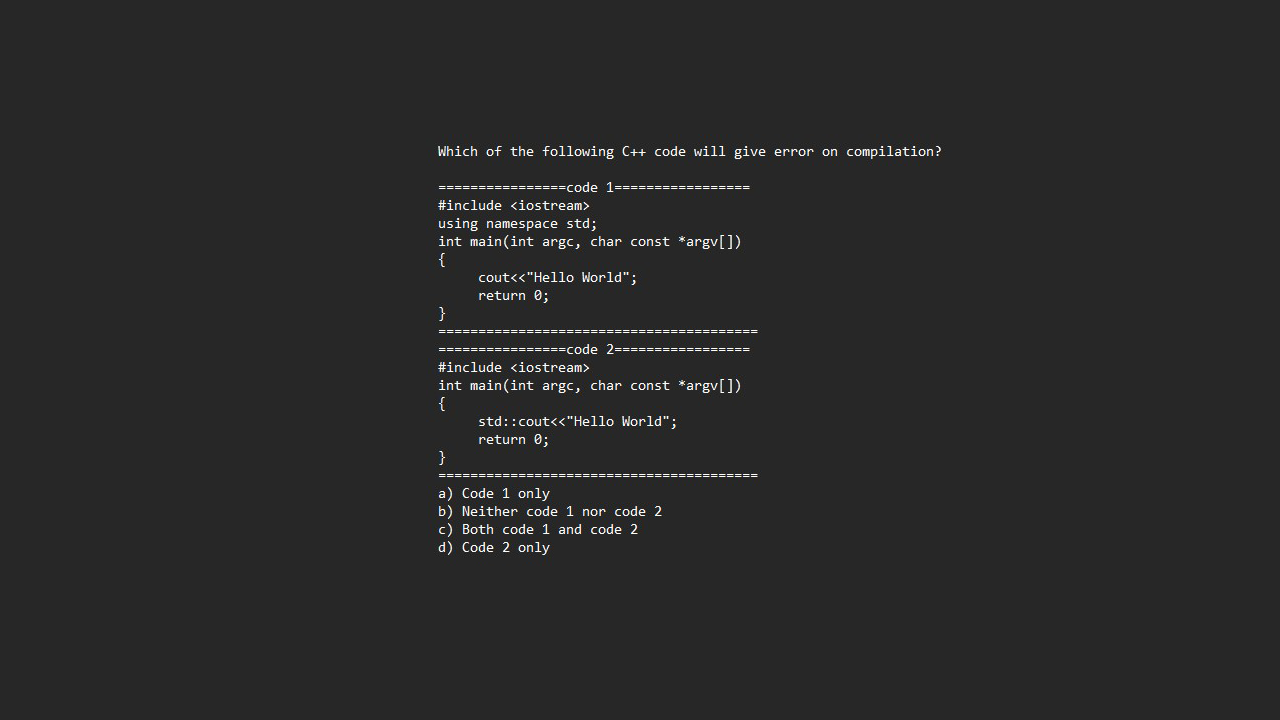 Which of the following C++ code will give error on compilation?
================code 1=================
#include <iostream>
using namespace std;
int main(int argc, char const *argv[])
{
cout<<"Hello World";
return 0;
}
========================================
================code 2=================
#include <iostream>
int main(int argc, char const *argv[])
{
std::cout<<"Hello World";
return 0;
}
========================================
a) Code 1 only
b) Neither code 1 nor code 2
c) Both code 1 and code 2
d) Code 2 only